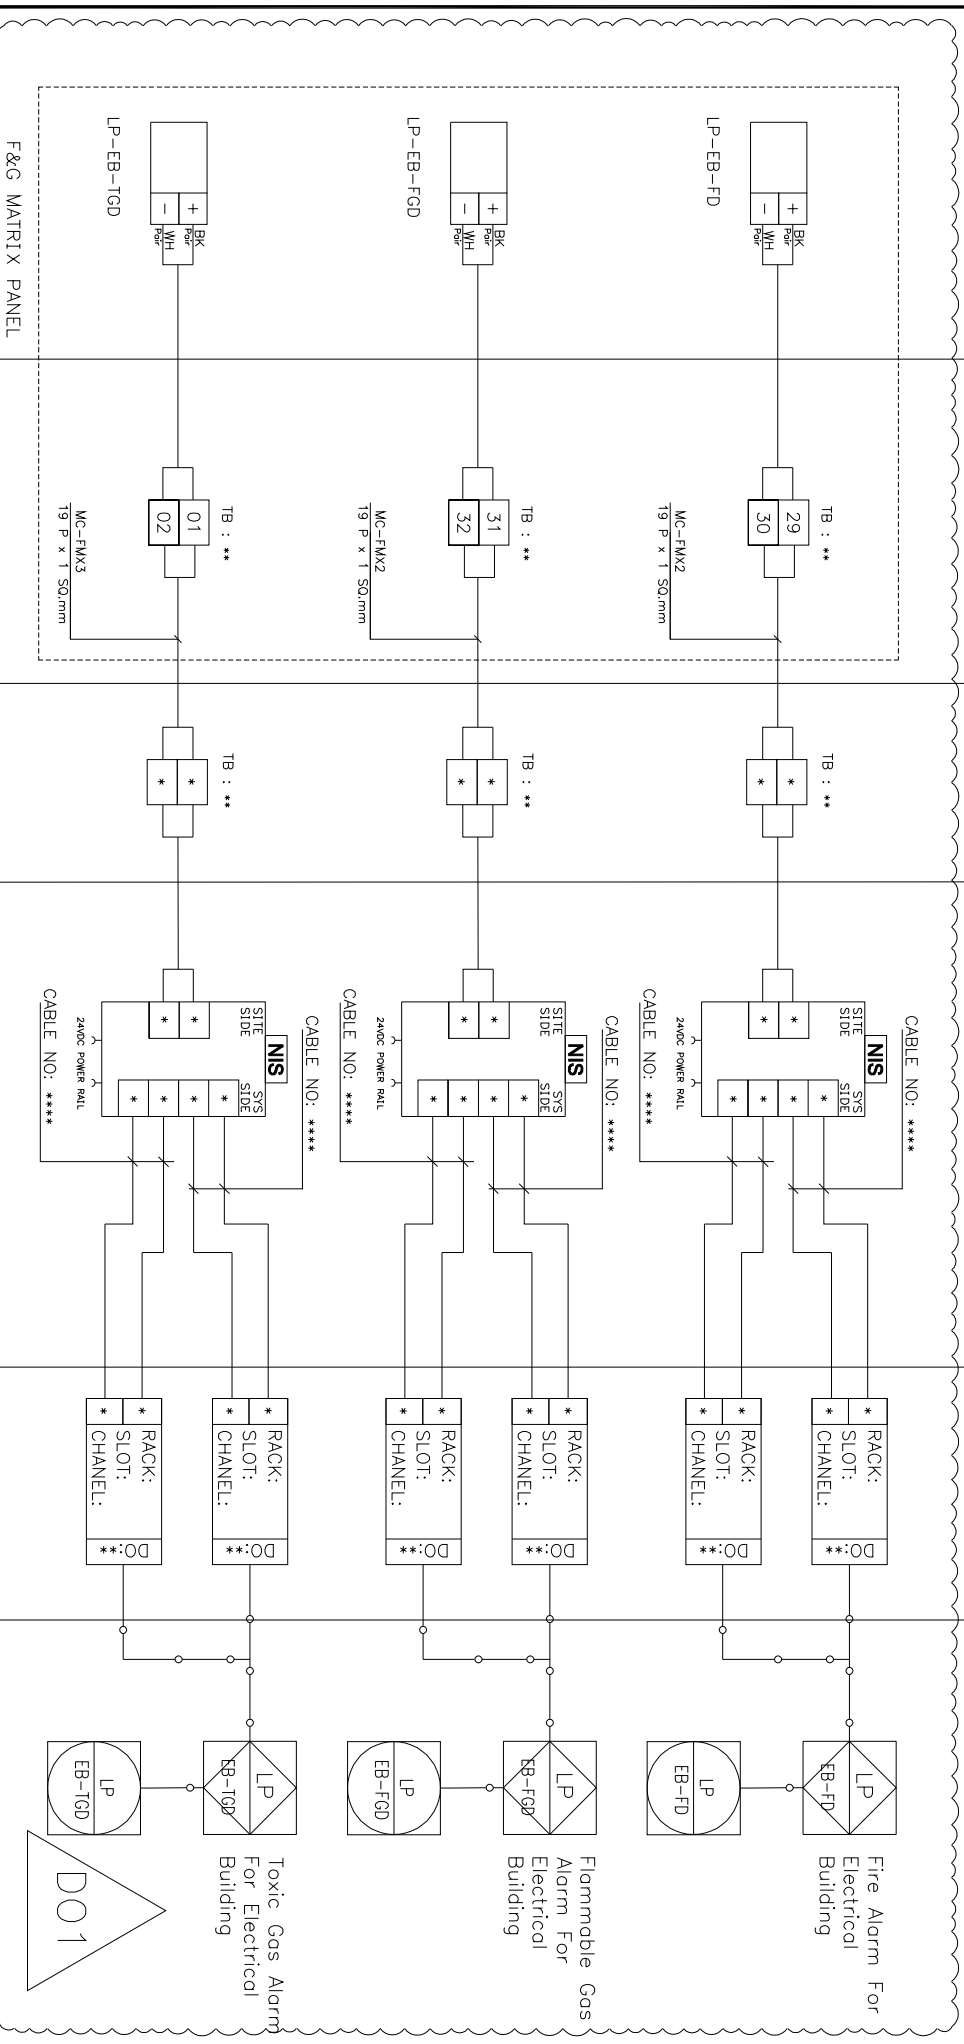 LP-EB-FD
+
-
BK
Pair
WH
Pair
TB : **
29
30
MC-FMX2
19 P x 1 SQ.mm
TB : **
*
*
CABLE NO: ****
NIS
SITE
SIDE
SYS
SIDE
*
*
*
*
*
*
24VDC POWER RAIL
CABLE NO: ****
*
*
RACK:
SLOT:
CHANEL:
DO:**
*
*
RACK:
SLOT:
CHANEL:
DO:**
LP
EB-FD
LP
EB-FD
Fire Alarm For
Electrical
Building
LP-EB-FGD
+
-
BK
Pair
WH
Pair
TB : **
31
32
MC-FMX2
19 P x 1 SQ.mm
TB : **
*
*
CABLE NO: ****
NIS
SITE
SIDE
SYS
SIDE
*
*
*
*
*
*
24VDC POWER RAIL
CABLE NO: ****
*
*
RACK:
SLOT:
CHANEL:
DO:**
*
*
RACK:
SLOT:
CHANEL:
DO:**
LP
EB-FGD
LP
EB-FGD
Flammable Gas
Alarm For
Electrical
Building
LP-EB-TGD
+
-
BK
Pair
WH
Pair
TB : **
01
02
MC-FMX3
19 P x 1 SQ.mm
TB : **
*
*
CABLE NO: ****
NIS
SITE
SIDE
SYS
SIDE
*
*
*
*
*
*
24VDC POWER RAIL
CABLE NO: ****
*
*
RACK:
SLOT:
CHANEL:
DO:**
*
*
RACK:
SLOT:
CHANEL:
DO:**
LP
EB-TGD
LP
EB-TGD
Toxic Gas Alarm
For Electrical
Building
F&G MATRIX PANEL
DO1